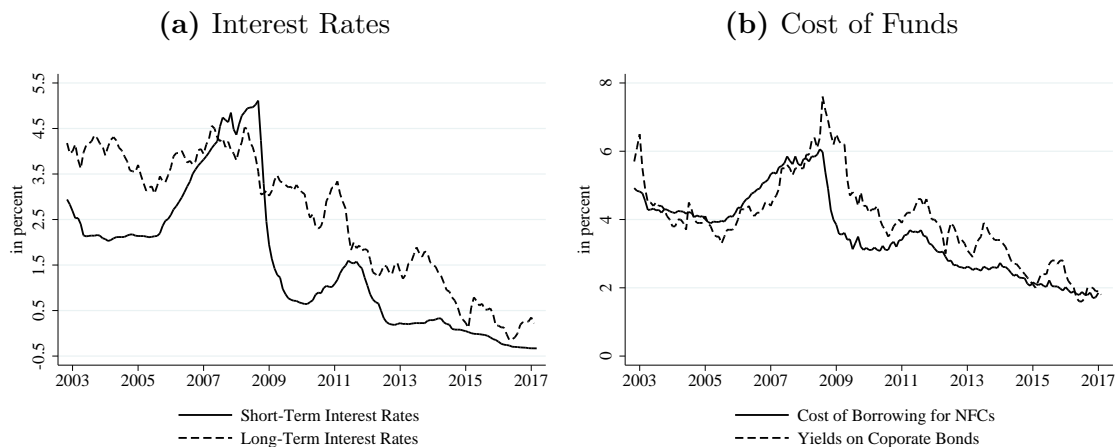 (a) Interest Rates
(b) Cost of Funds
in percent
5.5
4.5
3.5
2.5
1.5
0.5
-0.5
2003 2005 2007 2009 2011 2013 2015 2017
Short-Term Interest Rates
Long-Term Interest Rates
in percent
8
6
4
2
0
2003 2005 2007 2009 2011 2013 2015 2017
Cost of Borrowing for NFCs
Yields on Coporate Bonds